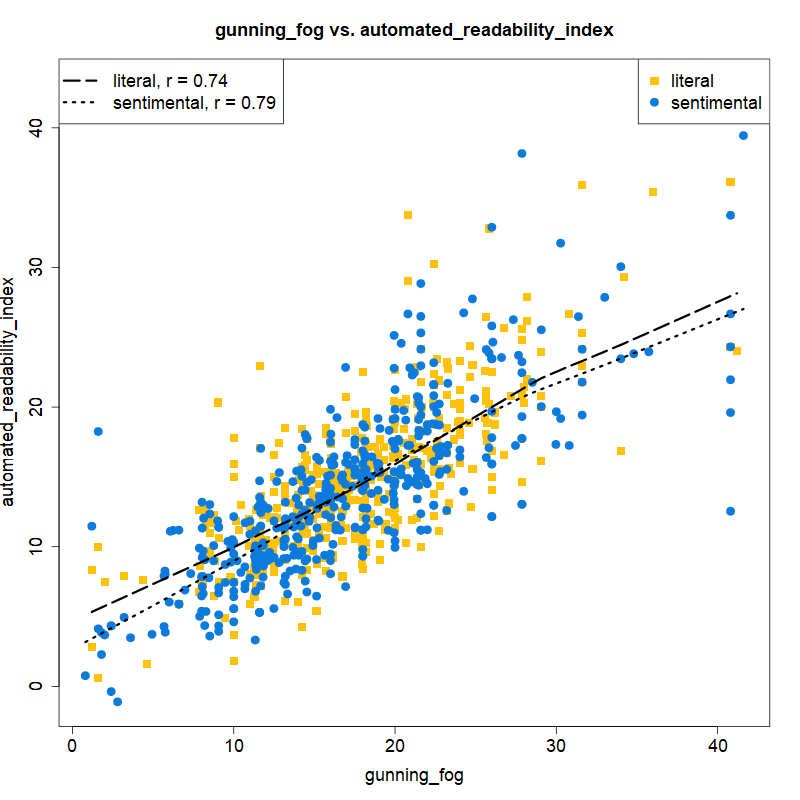 gunning_fog vs. automated_readability_index
literal, r = 0.74
sentimental, r = 0.79
literal
sentimental
automated_readability_index
40
30
20
10
0
0 10 20 30 40
gunning_fog